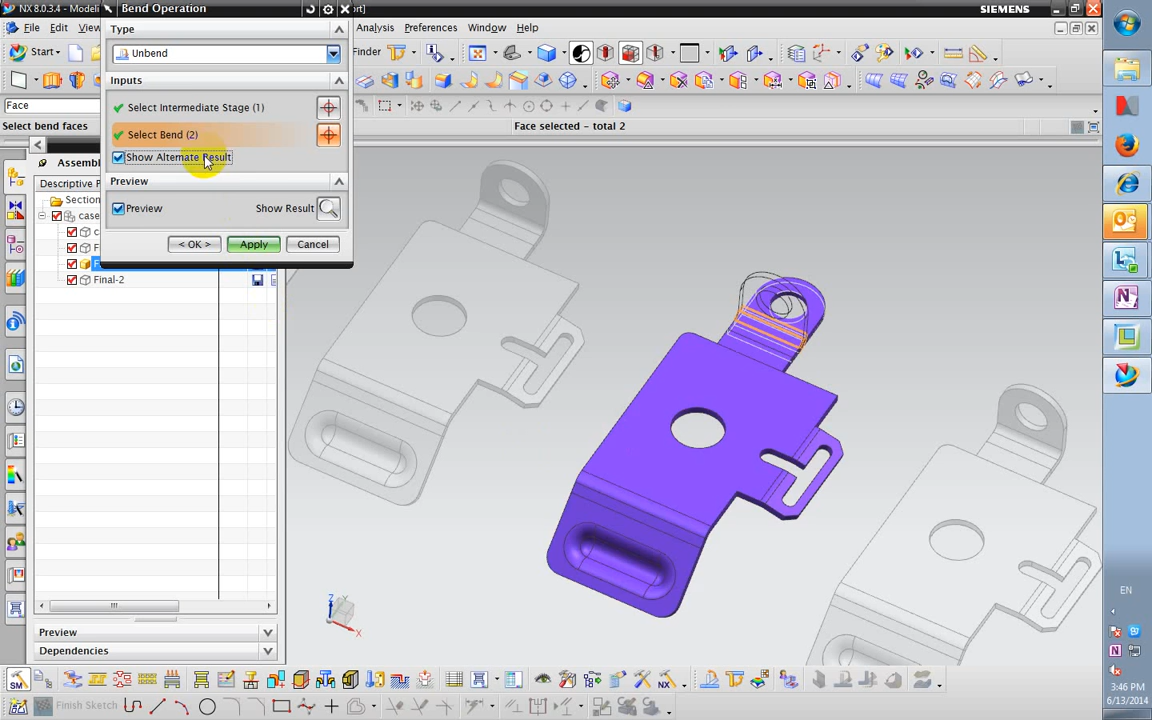 NX 8.0.3.4 - Modeli
Bend Operation
ort]
SIEMENS
File Edit View
Analysis Preferences Window Help
Type
Start
Unbend
Finder
Inputs
Face
Select Intermediate Stage (1)
Select bend faces
Select Bend (2)
Face selected - total 2
Show Alternate Result
Assembl
Preview
Descriptive P
Section
Preview
Show Result
case
c
F
< OK >
Apply
Cancel
F
Final-2
EN
Z
Y
X
Preview
Dependencies
SM
NX
3:46 PM
6/13/2014
Finish Sketch